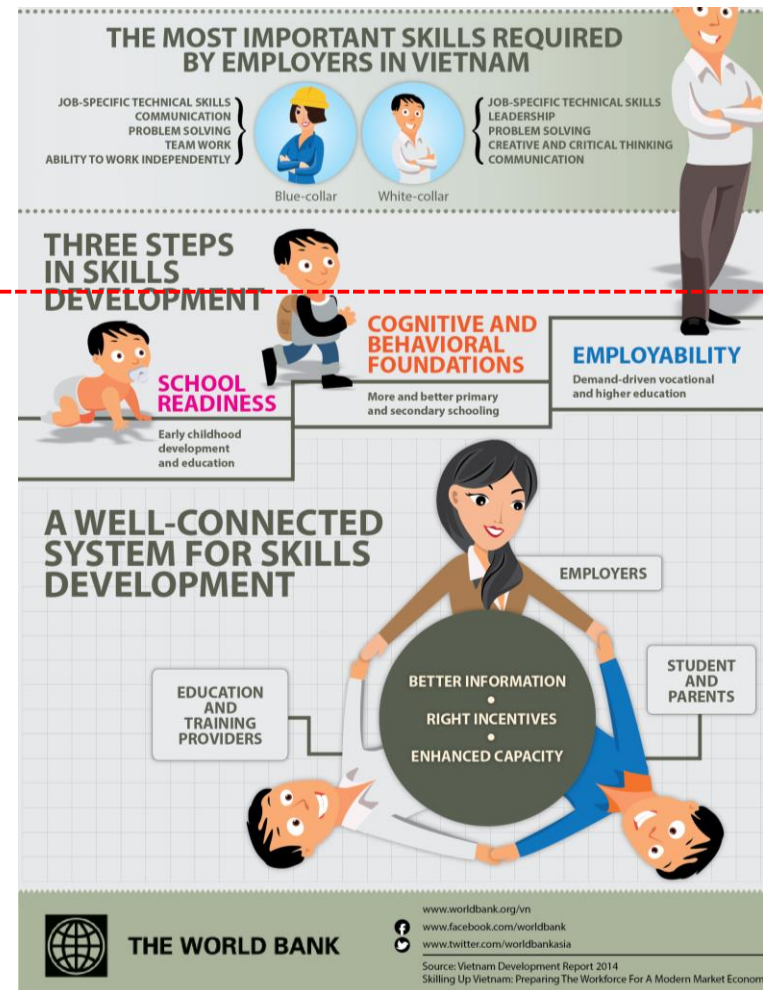 THE MOST IMPORTANT SKILLS REQUIRED
BY EMPLOYERS IN VIETNAM
JOB-SPECIFIC TECHNICAL SKILLS
COMMUNICATION
PROBLEM SOLVING
TEAM WORK
ABILITY TO WORK INDEPENDENTLY
Blue-collar
White-collar
JOB-SPECIFIC TECHNICAL SKILLS
LEADERSHIP
PROBLEM SOLVING
CREATIVE AND CRITICAL THINKING
COMMUNICATION
THREE STEPS
IN SKILLS
DEVELOPMENT
SCHOOL
READINESS
Early childhood
development
and education
COGNITIVE AND
BEHAVIORAL
FOUNDATIONS
More and better primary
and secondary schooling
EMPLOYABILITY
Demand-driven vocational
and higher education
A WELL-CONNECTED
SYSTEM FOR SKILLS
DEVELOPMENT
EMPLOYERS
EDUCATION
AND
TRAINING
PROVIDERS
BETTER INFORMATION
•
RIGHT INCENTIVES
•
ENHANCED CAPACITY
STUDENT
AND
PARENTS
THE WORLD BANK
www.worldbank.org/vn
www.facebook.com/worldbank
www.twitter.com/worldbankasia
Source: Vietnam Development Report 2014
Skilling Up Vietnam: Preparing The Workforce For A Modern Market Econom